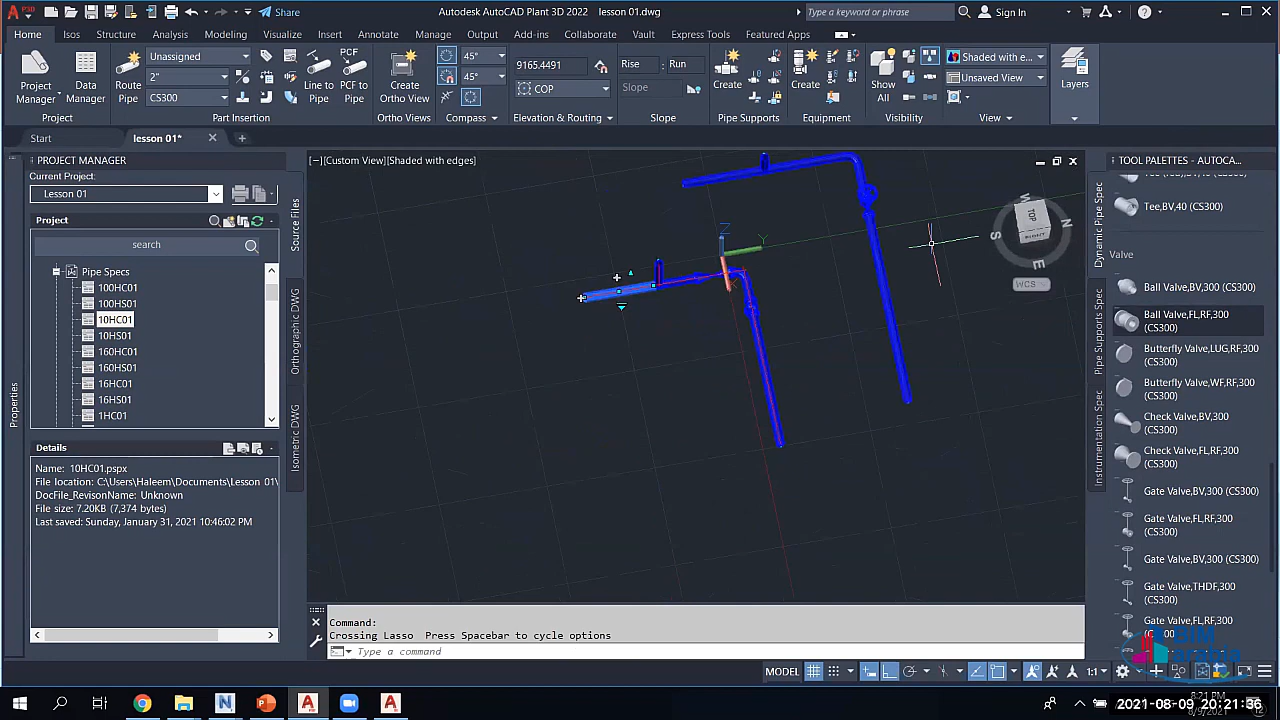 Share
Autodesk AutoCAD Plant 3D 2022 lesson 01.dwg
Type a keyword or phrase
Sign In
Home Isos Structure Analysis Modeling Visualize Insert Annotate Manage Output Add-ins Collaborate Vault Express Tools Featured Apps
Project Manager
Data Manager
Project
Route Pipe
Unassigned
2"
CS300
Line to Pipe
PCF to Pipe
Part Insertion
Create Ortho View
Ortho Views
45°
45°
Compass
9165.4491
COP
Elevation & Routing
Rise : Run
Slope
Slope
Create
Pipe Supports
Create
Equipment
Show All
Visibility
Shaded with e...
Unsaved View
View
Layers
Start
lesson 01*
PROJECT MANAGER
Current Project:
Lesson 01
Project
search
Pipe Specs
100HC01
100HS01
10HC01
10HS01
160HC01
160HS01
16HC01
16HS01
1HC01
Details
Name: 10HC01.pspx
File location: C:\Users\Haleem\Documents\Lesson 01\
DocFile_RevisonName: Unknown
File size: 7.20KB (7,374 bytes)
Last saved: Sunday, January 31, 2021 10:46:02 PM
Properties
Source Files
Orthographic DWG
Isometric DWG
[−][Custom View][Shaded with edges]
Z
Y
TOP
RIGHT
W
N
S
E
WCS
Command:
Crossing Lasso Press Spacebar to cycle options
Type a command
TOOL PALETTES - AUTOCA...
Dynamic Pipe Spec
Pipe Supports Spec
Instrumentation Spec
Tee,BV,40 (CS300)
Valve
Ball Valve,BV,300 (CS300)
Ball Valve,FL,RF,300
(CS300)
Butterfly Valve,LUG,RF,300
(CS300)
Butterfly Valve,WF,RF,300
(CS300)
Check Valve,BV,300
(CS300)
Check Valve,FL,RF,300
(CS300)
Gate Valve,BV,300 (CS300)
Gate Valve,FL,RF,300
(CS300)
Gate Valve,BV,300 (CS300)
Gate Valve,THDF,300
(CS300)
Gate Valve,FL,RF,300
BIM
arabia
MODEL
1:1
2021-08-09 20:21:36